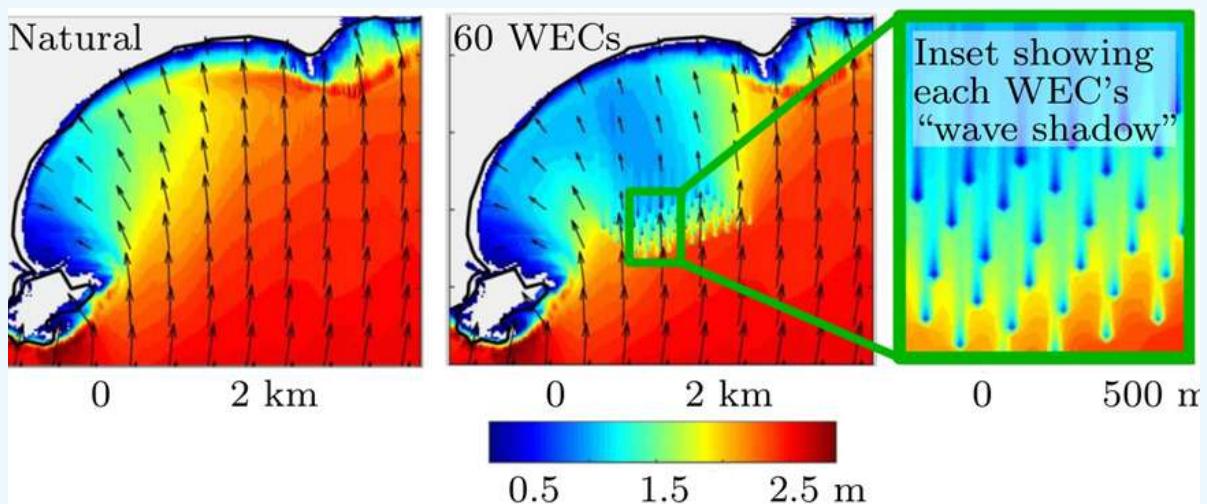 Natural
60 WECs
Inset showing
each WEC's
“wave shadow”
0 2 km
0 2 km
0 500 m
0.5 1.5 2.5 m